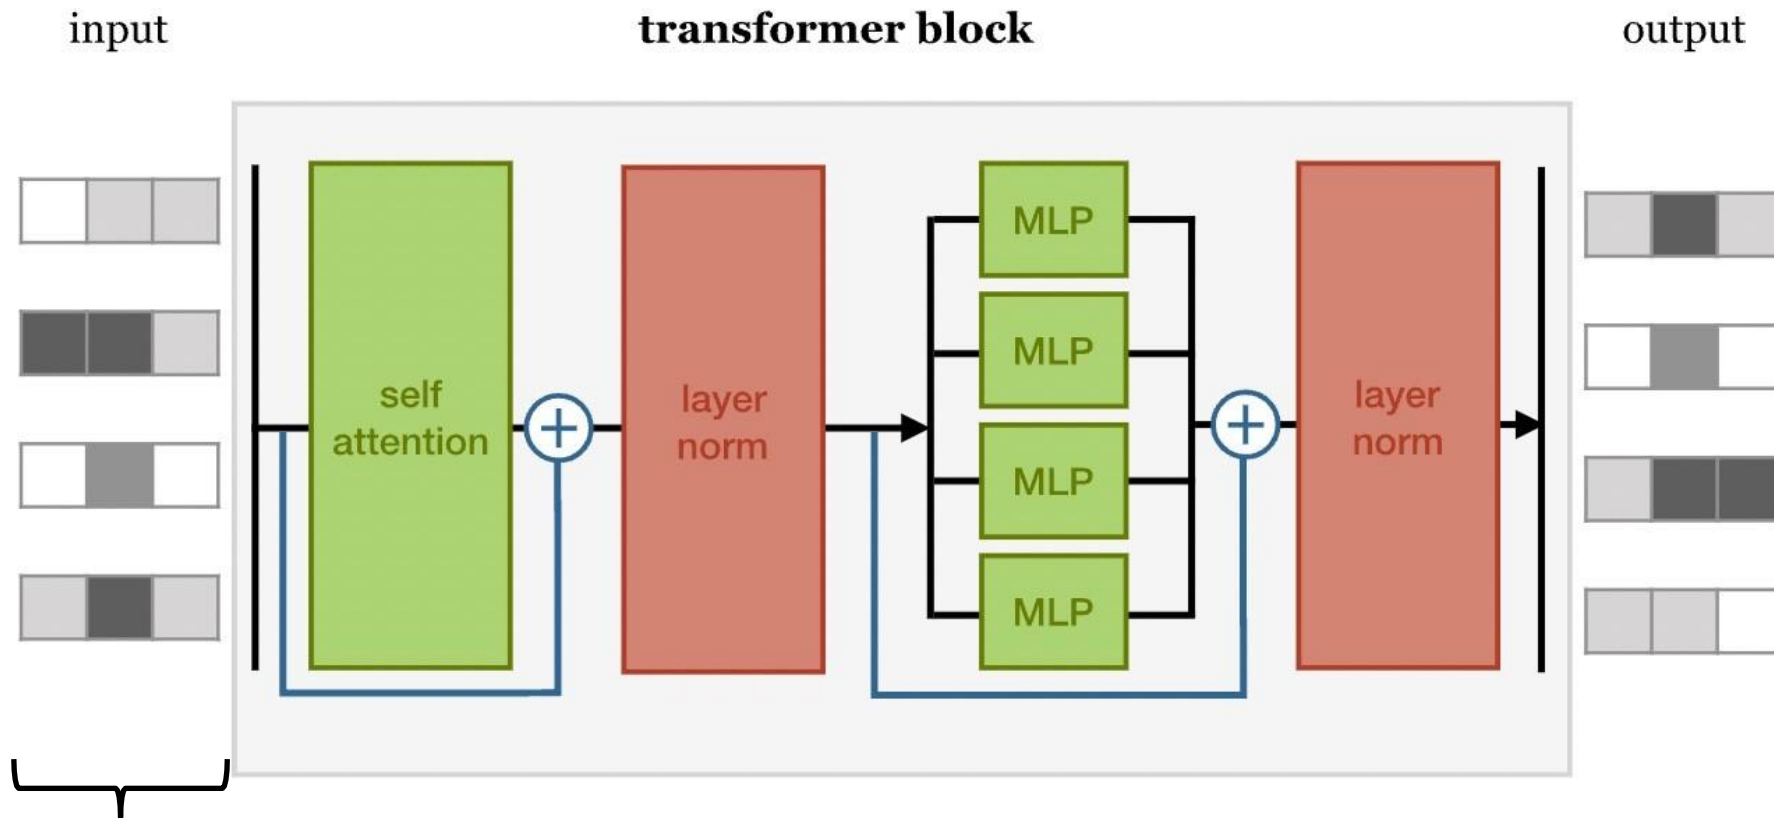 input
transformer block
output
self
attention
+
layer
norm
MLP
MLP
MLP
MLP
+
layer
norm